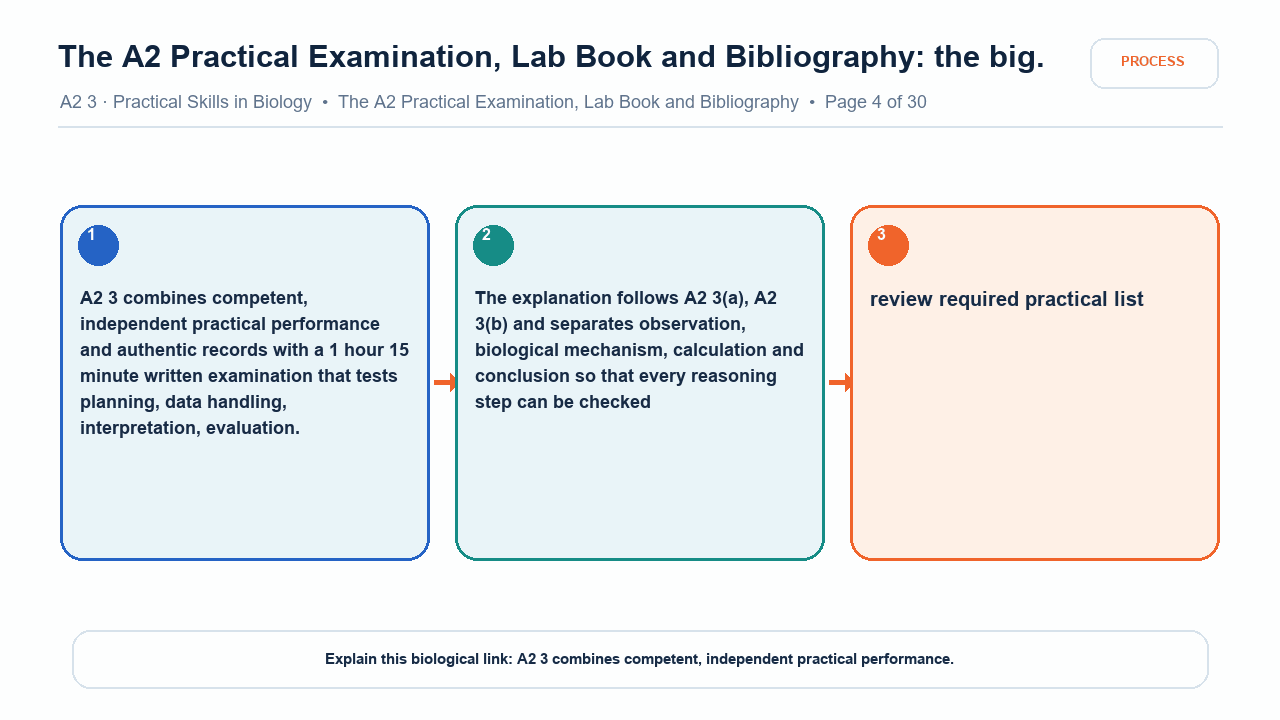 The A2 Practical Examination, Lab Book and Bibliography: the big.
PROCESS
A2 3 · Practical Skills in Biology • The A2 Practical Examination, Lab Book and Bibliography • Page 4 of 30
1
A2 3 combines competent,
independent practical performance
and authentic records with a 1 hour 15
minute written examination that tests
planning, data handling,
interpretation, evaluation.
2
The explanation follows A2 3(a), A2
3(b) and separates observation,
biological mechanism, calculation and
conclusion so that every reasoning
step can be checked
3
review required practical list
Explain this biological link: A2 3 combines competent, independent practical performance.